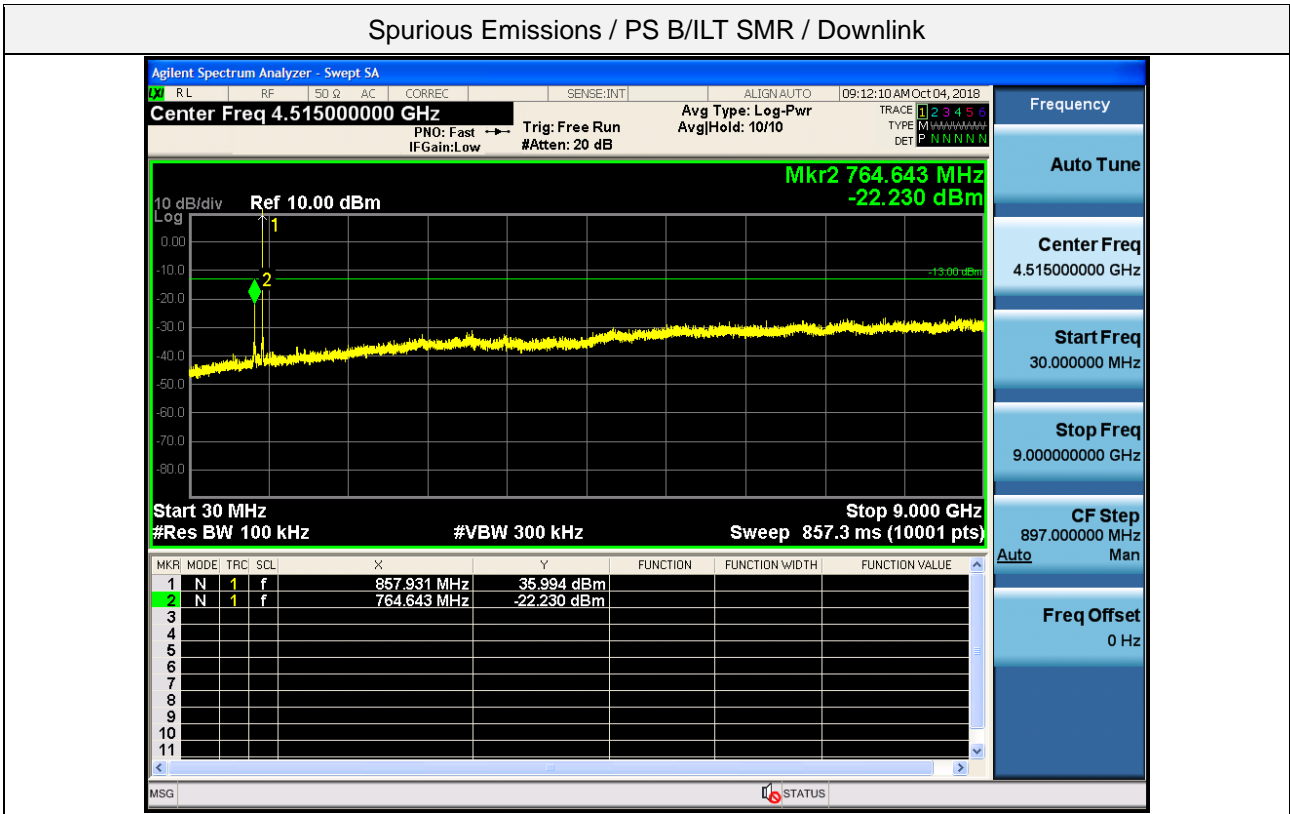 Spurious Emissions / PS B/ILT SMR / Downlink
Agilent Spectrum Analyzer - Swept SA
LXI RL RF 50 Ω AC CORREC SENSE:INT ALIGNAUTO 09:12:10 AM Oct 04, 2018
Center Freq 4.515000000 GHz
PNO: Fast
IFGain:Low
Trig: Free Run
#Atten: 20 dB
Avg Type: Log-Pwr
Avg|Hold: 10/10
TRACE 1 2 3 4 5 6
TYPE M WWWWW
DET P N N N N N
Mkr2 764.643 MHz
-22.230 dBm
10 dB/div Ref 10.00 dBm
Log
1
0.00
-10.0
2
-13.00 dBm
-20.0
-30.0
-40.0
-50.0
-60.0
-70.0
-80.0
Start 30 MHz Stop 9.000 GHz
#Res BW 100 kHz #VBW 300 kHz Sweep 857.3 ms (10001 pts)
MKR MODE TRC SCL X Y FUNCTION FUNCTION WIDTH FUNCTION VALUE
1 N 1 f 857.931 MHz 35.994 dBm
2 N 1 f 764.643 MHz -22.230 dBm
3
4
5
6
7
8
9
10
11
MSG STATUS
Frequency
Auto Tune
Center Freq
4.515000000 GHz
Start Freq
30.000000 MHz
Stop Freq
9.000000000 GHz
CF Step
897.000000 MHz
Auto Man
Freq Offset
0 Hz